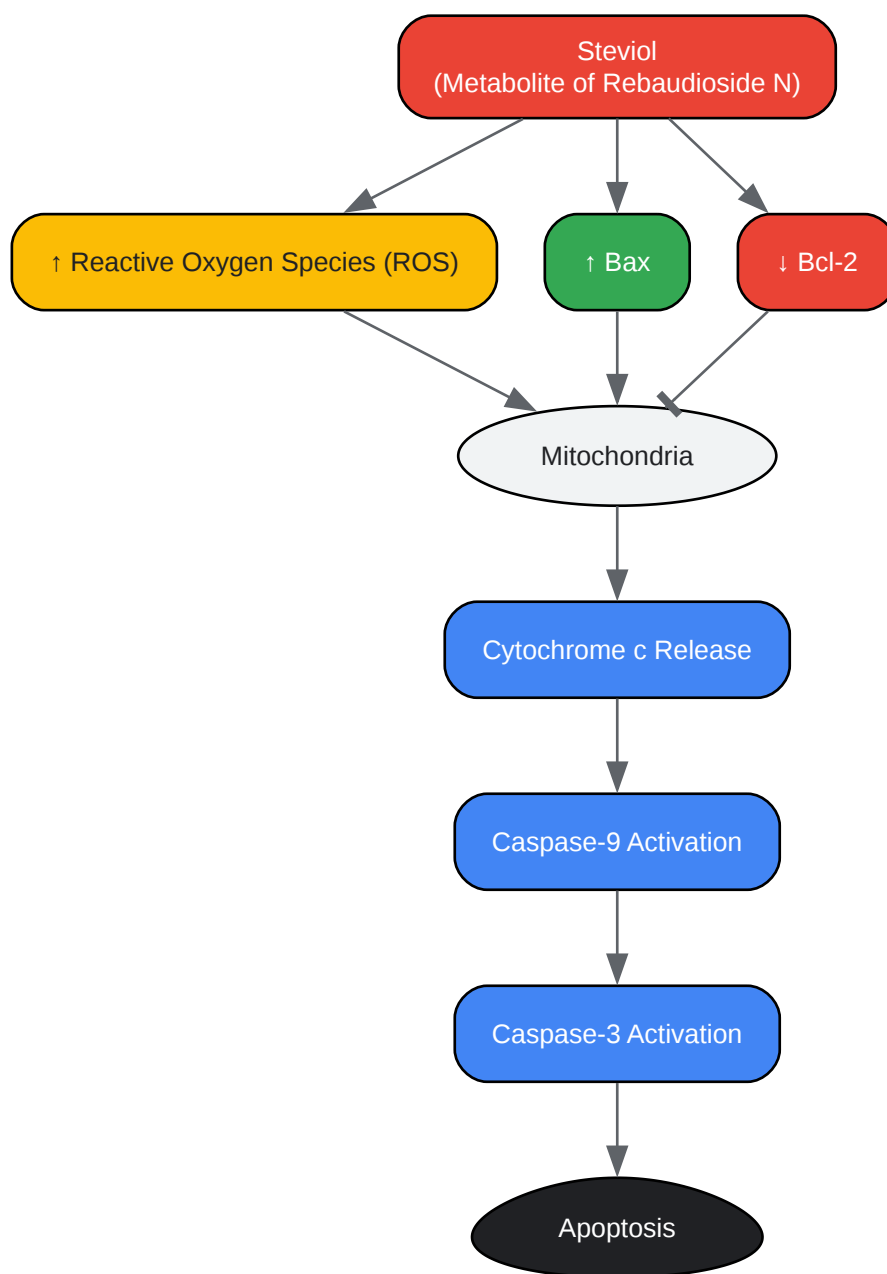 Steviol
(Metabolite of Rebaudioside N)
↑ Reactive Oxygen Species (ROS)
↑ Bax
↓ Bcl-2
Mitochondria
Cytochrome c Release
Caspase-9 Activation
Caspase-3 Activation
Apoptosis